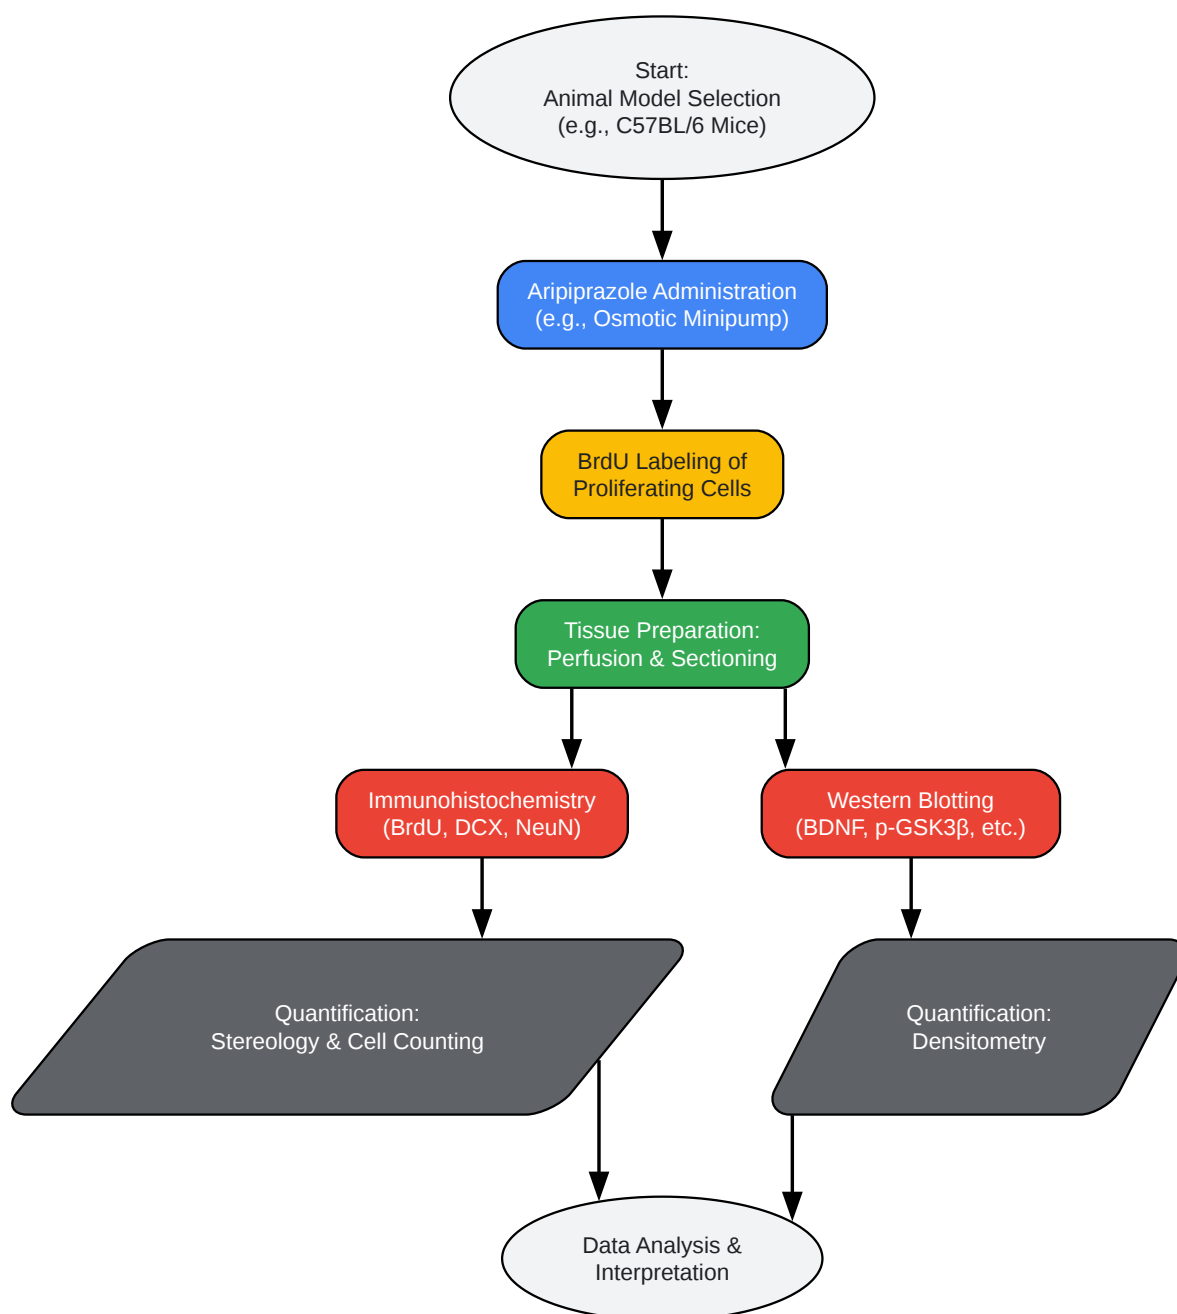 Start:
Animal Model Selection
(e.g., C57BL/6 Mice)
Aripiprazole Administration
(e.g., Osmotic Minipump)
BrdU Labeling of
Proliferating Cells
Tissue Preparation:
Perfusion & Sectioning
Immunohistochemistry
(BrdU, DCX, NeuN)
Western Blotting
(BDNF, p-GSK3β, etc.)
Quantification:
Stereology & Cell Counting
Quantification:
Densitometry
Data Analysis &
Interpretation